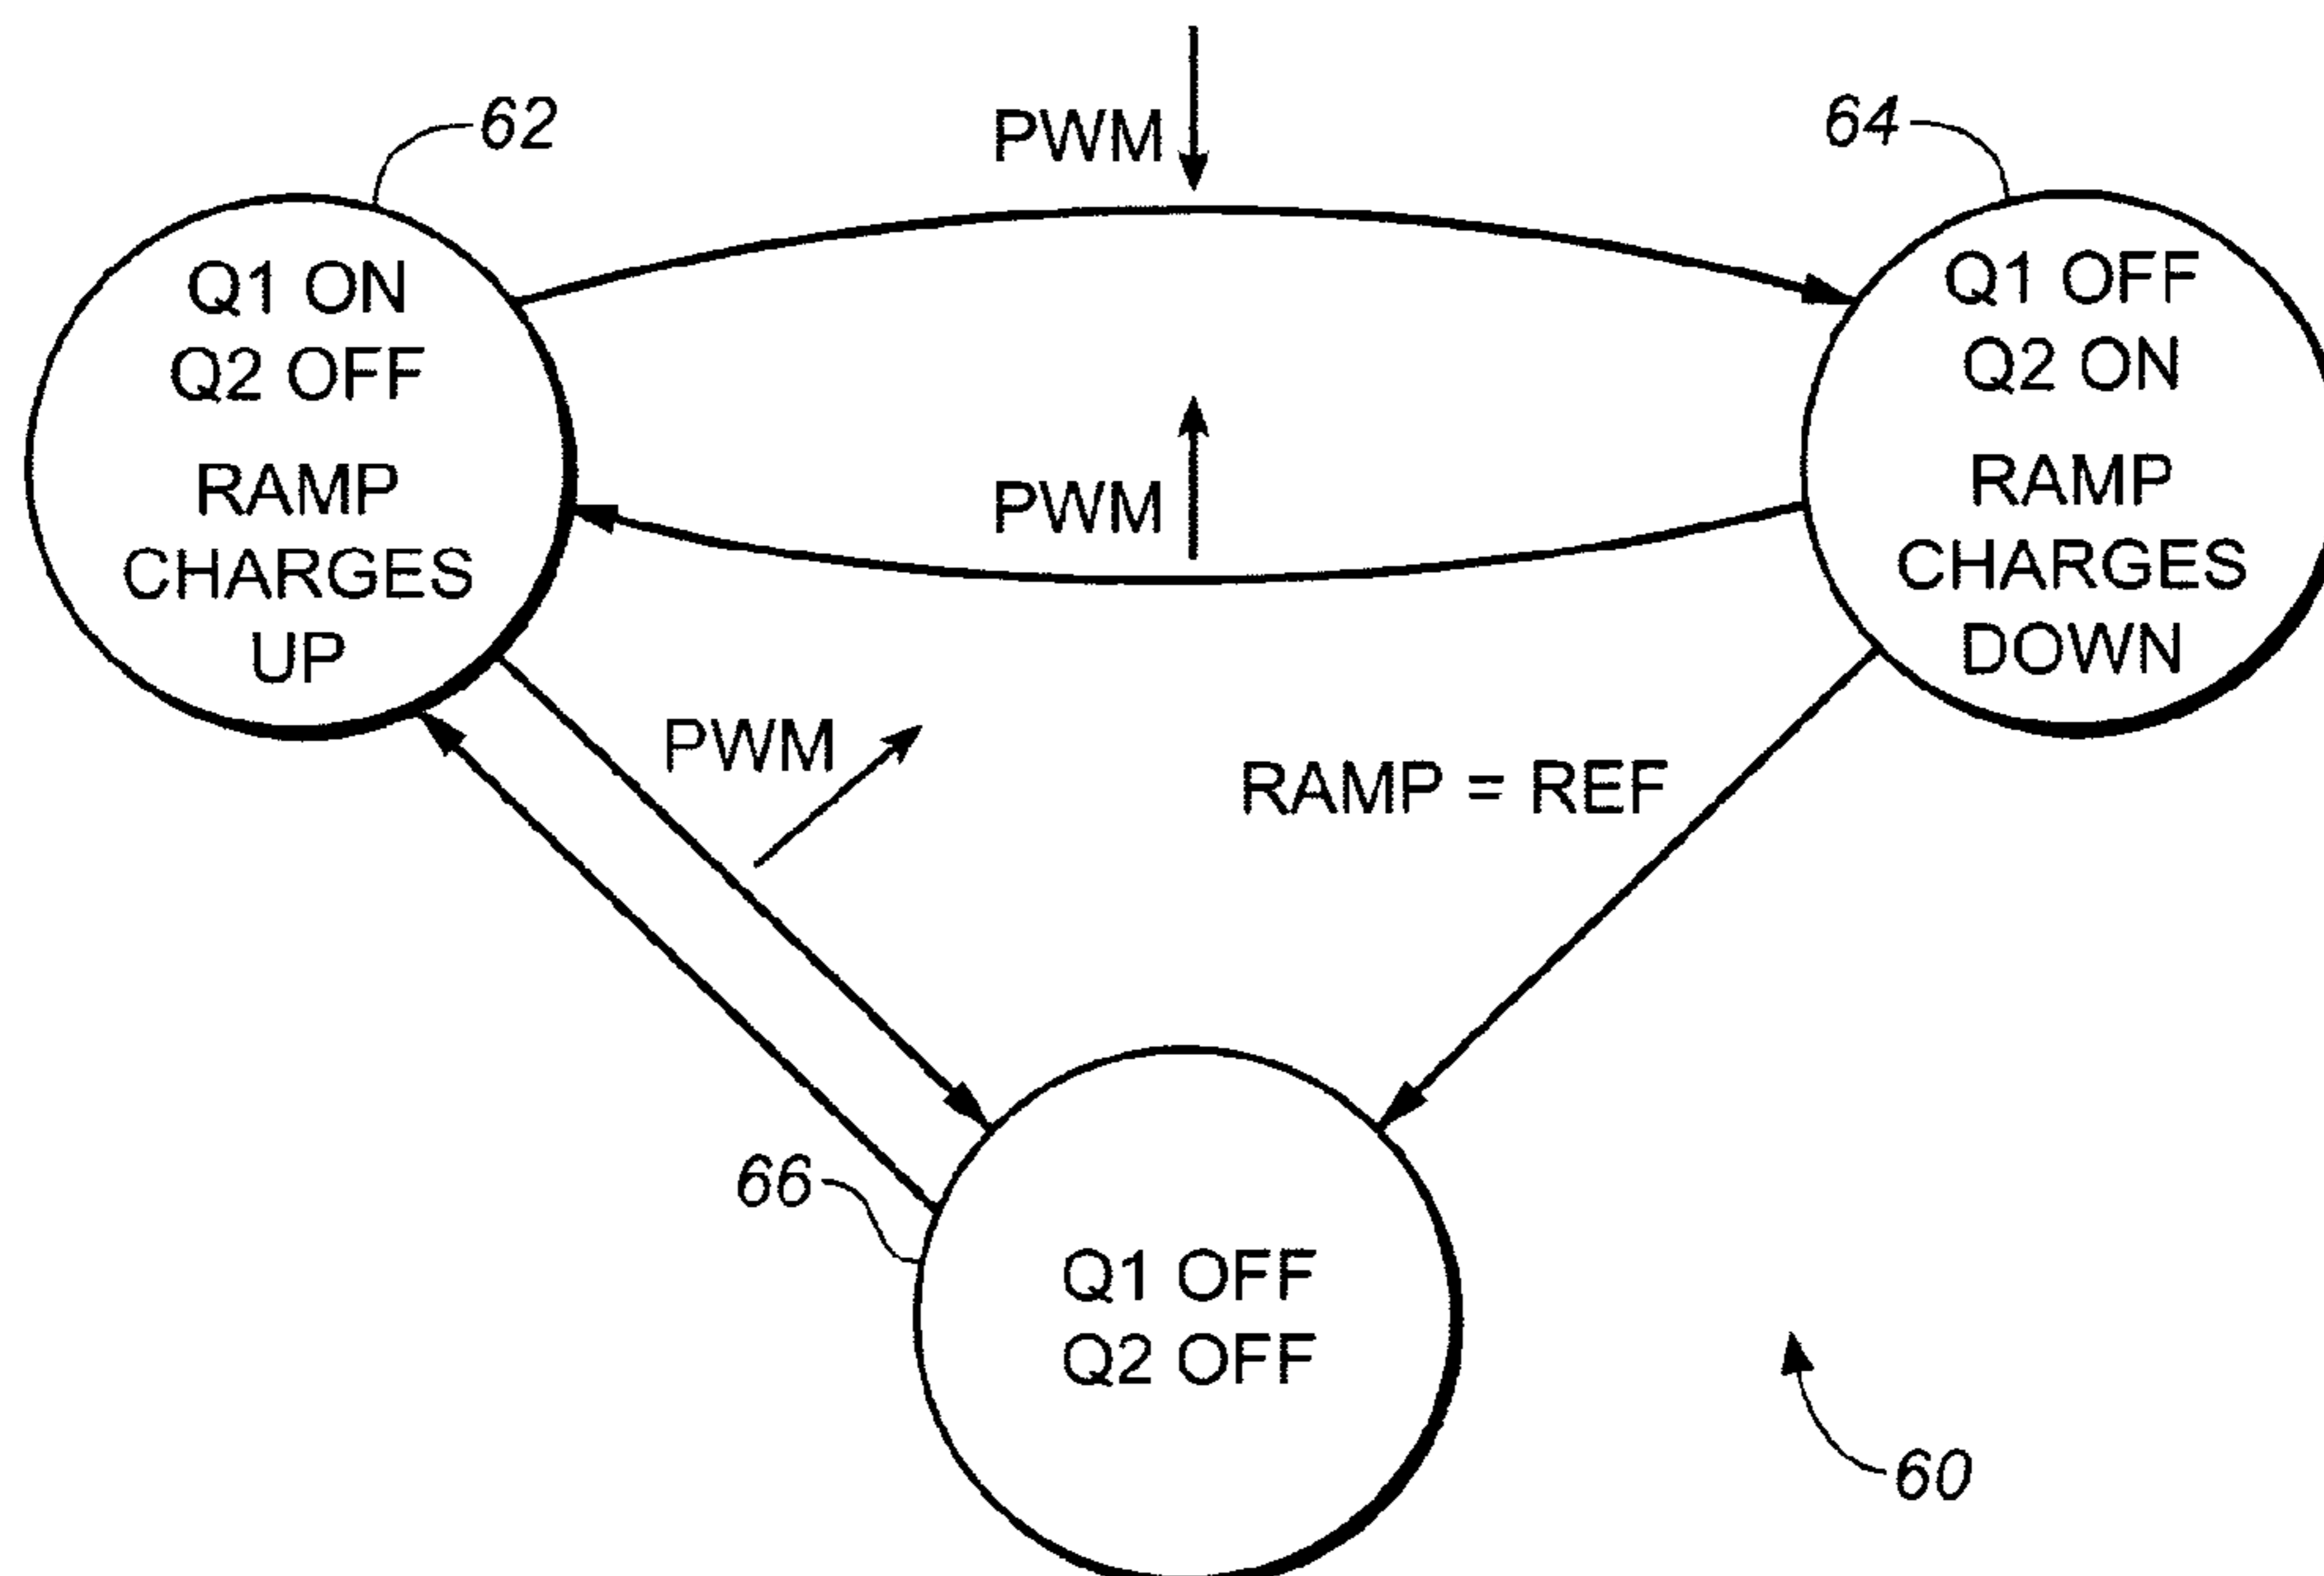 PWM
62
64
Q1 ON
Q2 OFF
RAMP
CHARGES
UP
Q1 OFF
Q2 ON
RAMP
CHARGES
DOWN
PWM
PWM
RAMP = REF
66
Q1 OFF
Q2 OFF
60